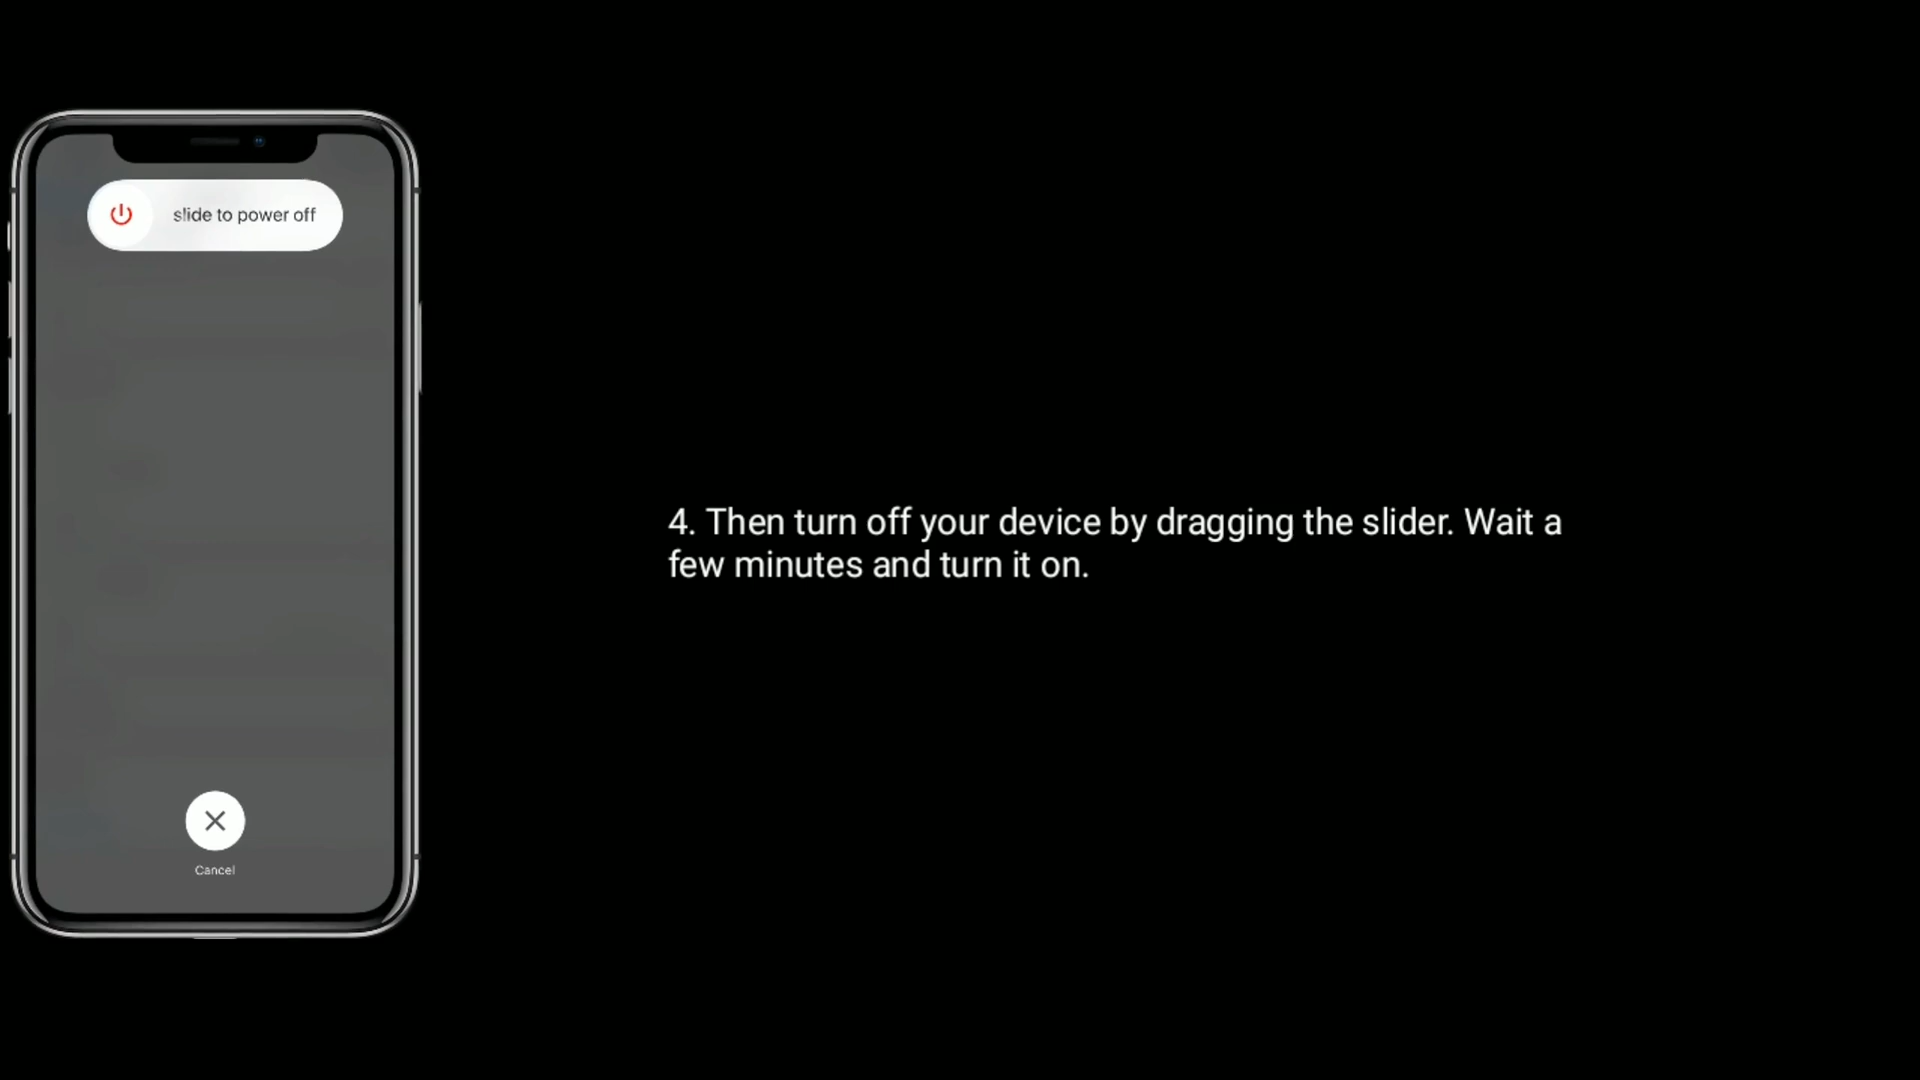 slide to power off
4. Then turn off your device by dragging the slider. Wait a
few minutes and turn it on.
Cancel